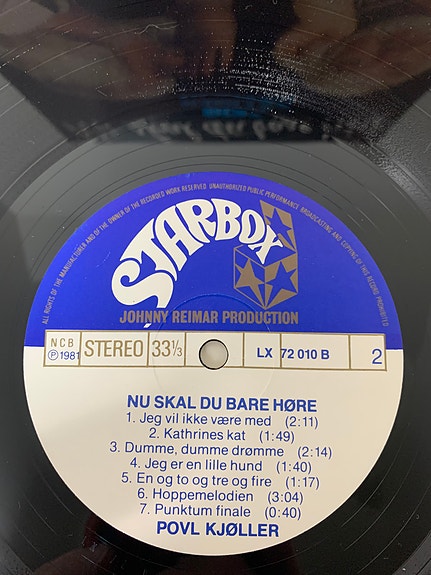 ALL RIGHTS OF THE MANUFACTURER AND OF THE OWNER OF THE RECORDED WORK RESERVED. UNAUTHORIZED PUBLIC PERFORMANCE BROADCASTING AND COPYING OF THIS RECORD PROHIBITED
STARBOX
JOHNNY REIMAR PRODUCTION
NCB
℗ 1981 STEREO 33⅓ LX 72 010 B 2
NU SKAL DU BARE HØRE
1. Jeg vil ikke være med (2:11)
2. Kathrines kat (1:49)
3. Dumme, dumme drømme (2:14)
4. Jeg er en lille hund (1:40)
5. En og to og tre og fire (1:17)
6. Hoppemelodien (3:04)
7. Punktum finale (0:40)
POVL KJØLLER